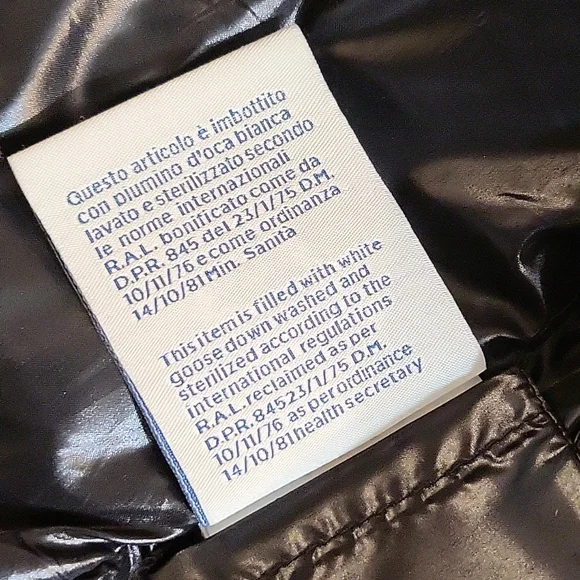 Questo articolo è imbottito
con piumino d'oca bianca
lavato e sterilizzato secondo
le norme internazionali
R.A.L. bonificato come da
D.P.R. 845 del 23/1/75 D.M.
10/11/76 e come ordinanza
14/10/81 Min. Sanità
This item is filled with white
goose down washed and
sterilized according to the
International regulations
R.A.L. reclaimed as per
D.P.R. 845 23/1/75 D.M.
10/11/76 as per ordinance
14/10/81 health secretary